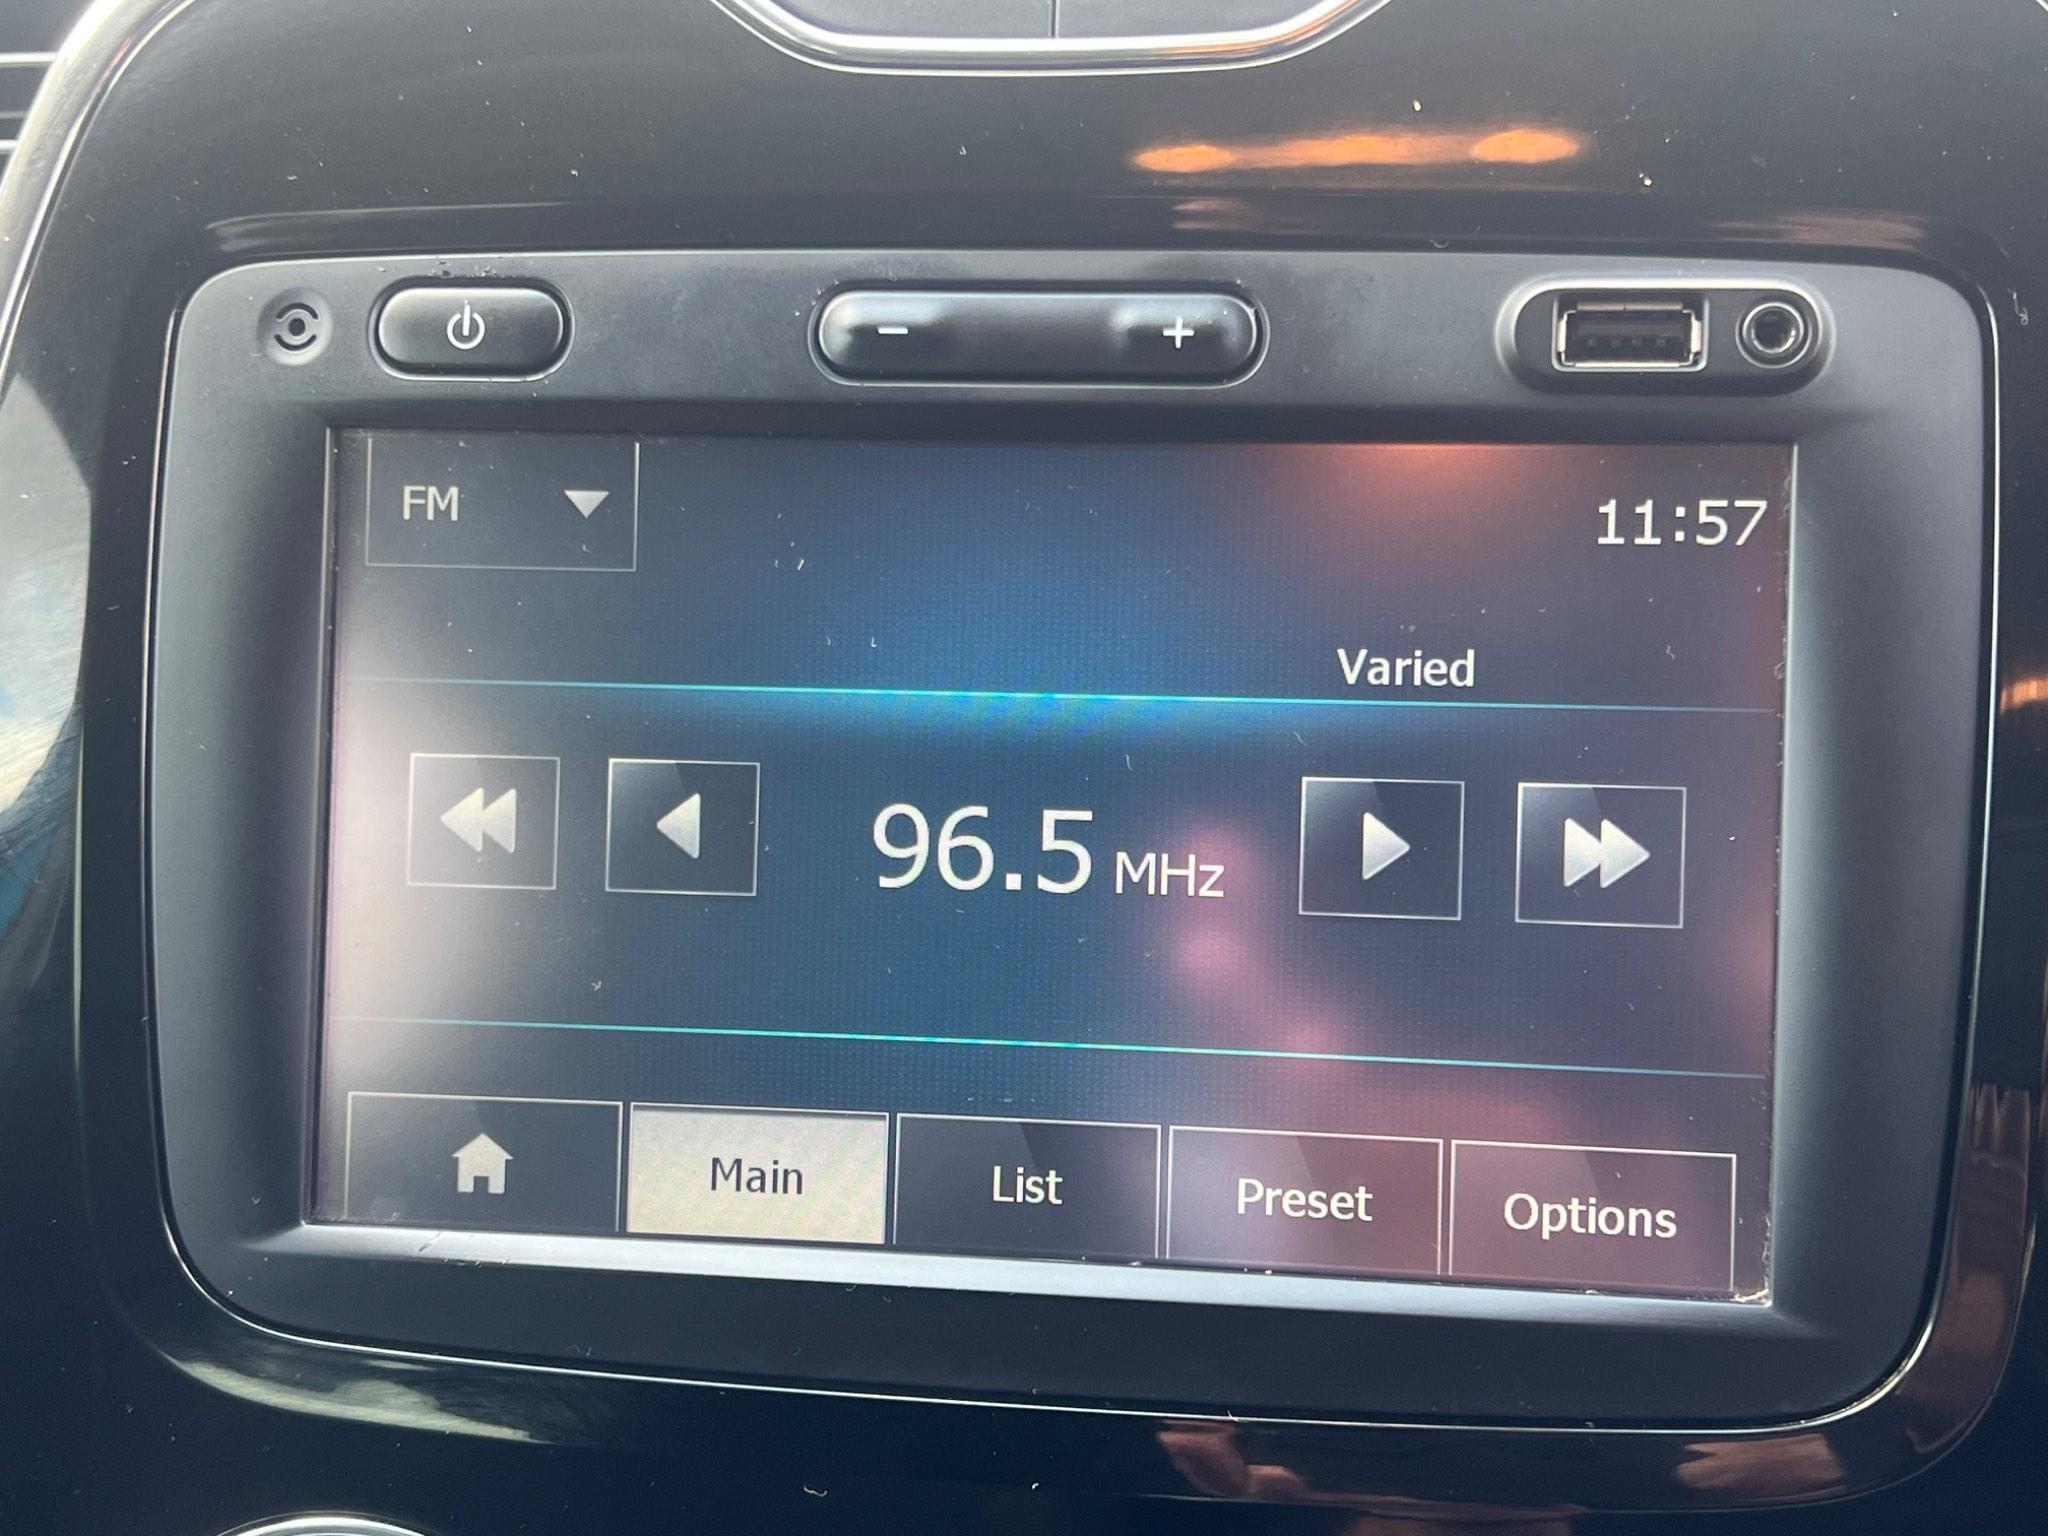 FM
11:57
Varied
96.5 MHz
Main
List
Preset
Options